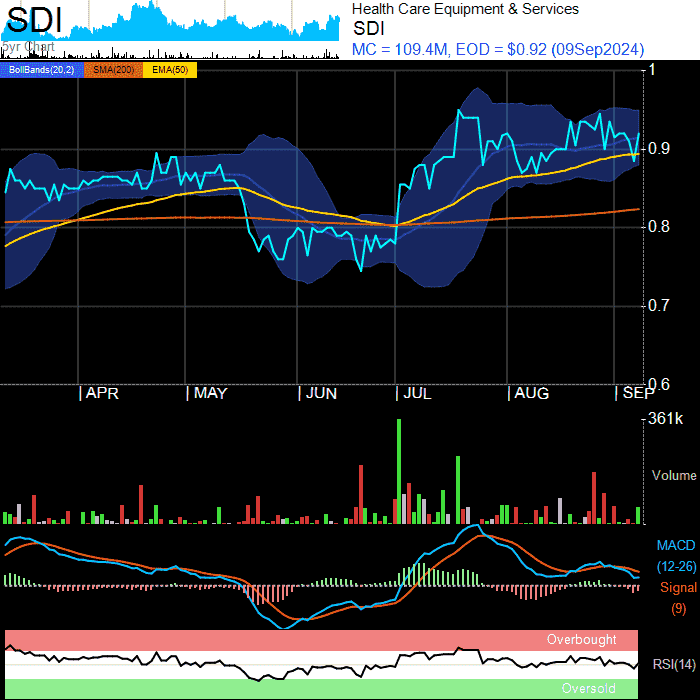 SDI
5yr Chart
Health Care Equipment & Services
SDI
MC = 109.4M, EOD = $0.92 (09Sep2024)
BollBands(20,2) SMA(200) EMA(50)
1
0.9
0.8
0.7
0.6
APR MAY JUN JUL AUG SEP
361k
Volume
MACD
(12-26)
Signal
(9)
Overbought
RSI(14)
Oversold